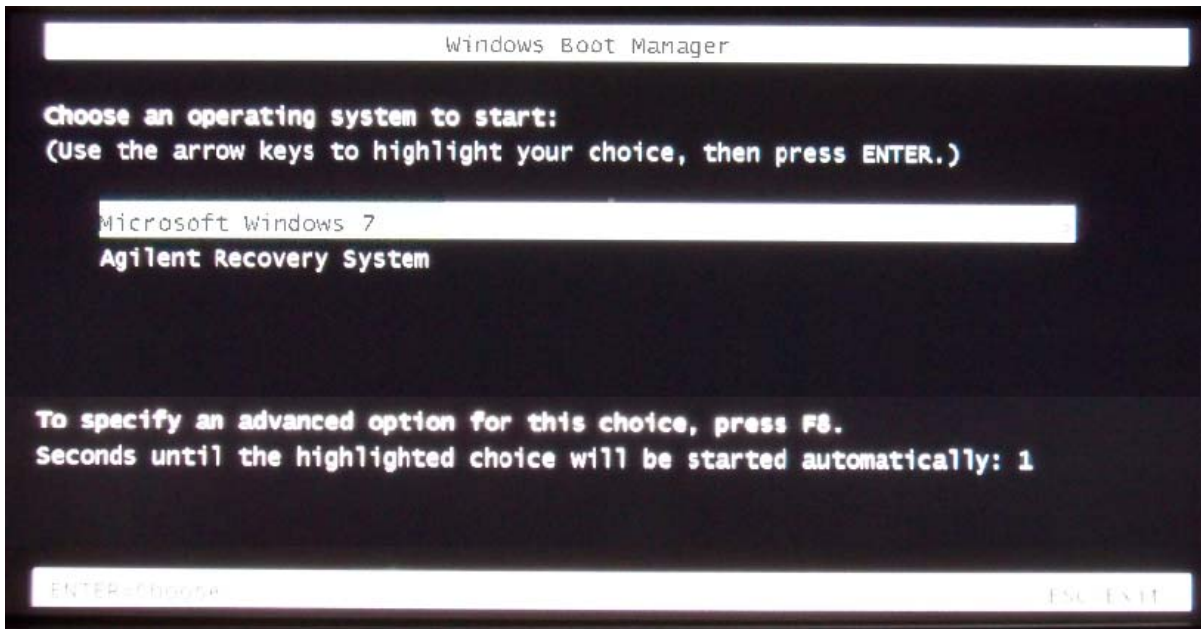 Windows Boot Manager
Choose an operating system to start:
(Use the arrow keys to highlight your choice, then press ENTER.)
Microsoft Windows 7
Agilent Recovery System
To specify an advanced option for this choice, press F8.
Seconds until the highlighted choice will be started automatically: 1
ENTER=Choose
ESC=Exit